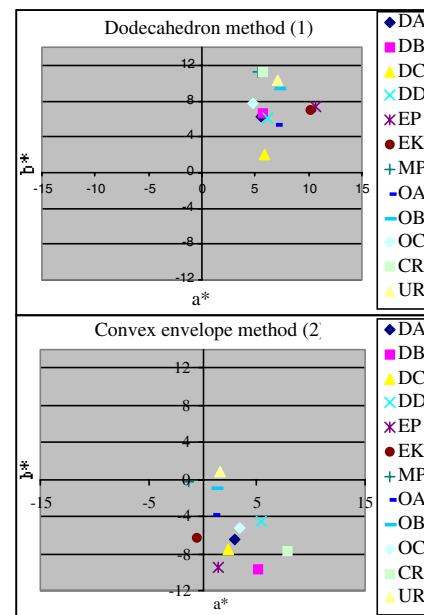 Dodecahedron method (1)
12
8
4
0
-4
-8
-12
-15 -10 -5 0 5 10 15
b*
a*
DA
DB
DC
DD
EP
EK
MP
OA
OB
OC
CR
UR
Convex envelope method (2)
12
8
4
0
-4
-8
-12
-15 -5 5 15
b*
a*
DA
DB
DC
DD
EP
EK
MP
OA
OB
OC
CR
UR